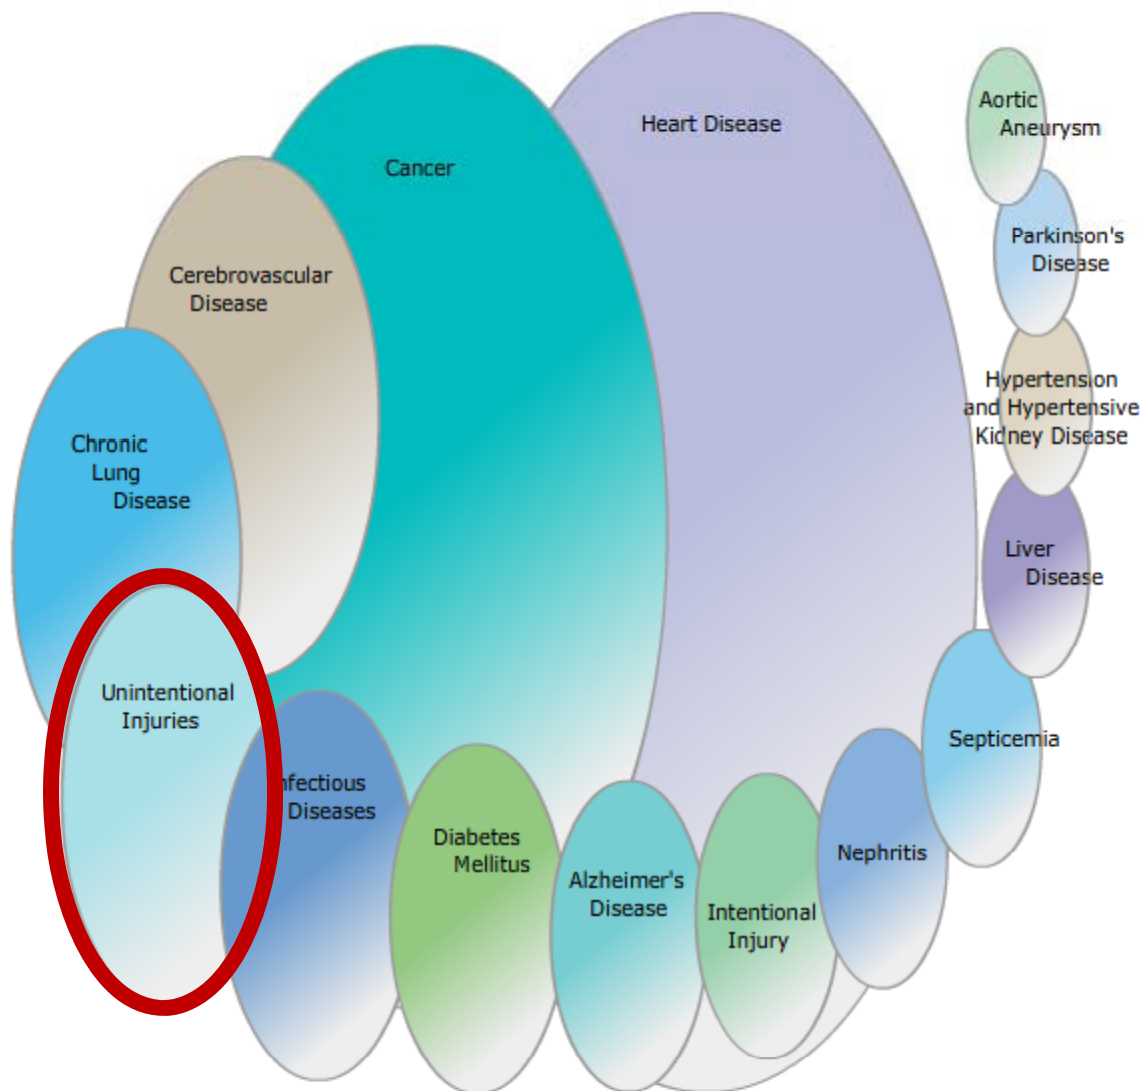 Heart Disease
Cancer
Cerebrovascular
Disease
Chronic
Lung
Disease
Unintentional
Injuries
nfectious
Diseases
Diabetes
Mellitus
Alzheimer's
Disease
Intentional
Injury
Nephritis
Septicemia
Liver
Disease
Hypertension
and Hypertensive
Kidney Disease
Parkinson's
Disease
Aortic
Aneurysm